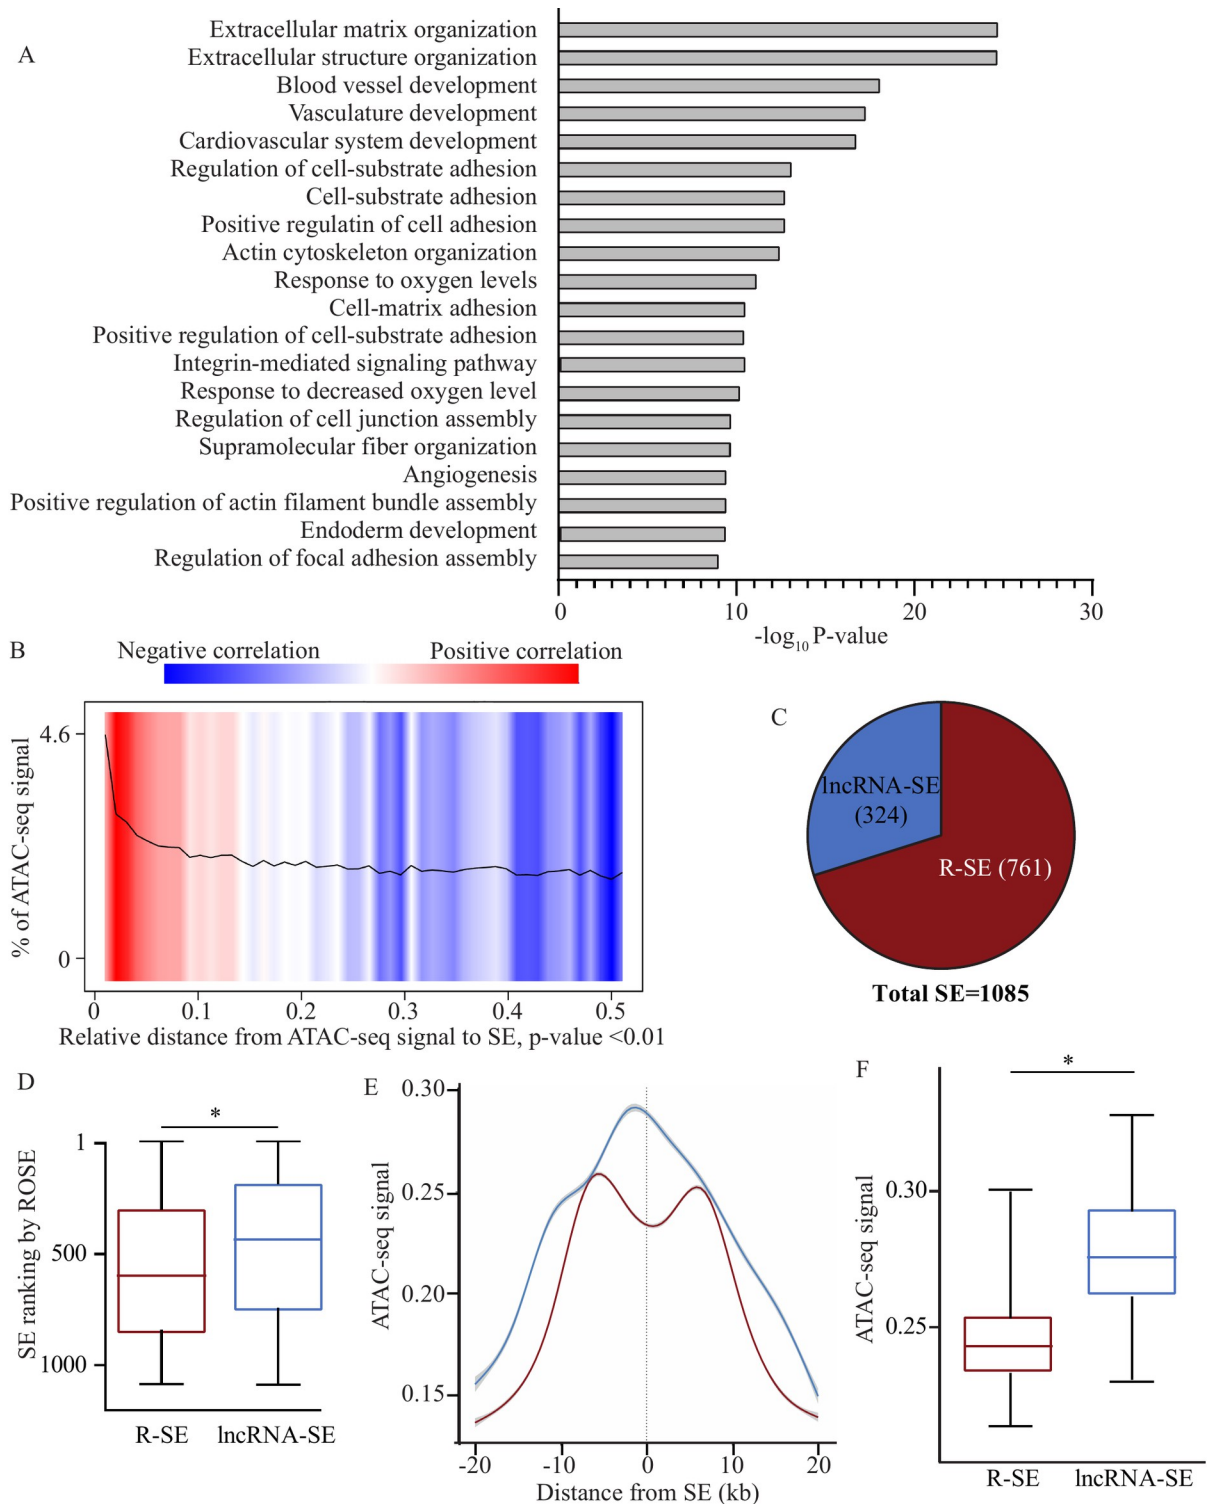 A
Extracellular matrix organization
Extracellular structure organization
Blood vessel development
Vasculature development
Cardiovascular system development
Regulation of cell-substrate adhesion
Cell-substrate adhesion
Positive regulatin of cell adhesion
Actin cytoskeleton organization
Response to oxygen levels
Cell-matrix adhesion
Positive regulation of cell-substrate adhesion
Integrin-mediated signaling pathway
Response to decreased oxygen level
Regulation of cell junction assembly
Supramolecular fiber organization
Angiogenesis
Positive regulation of actin filament bundle assembly
Endoderm development
Regulation of focal adhesion assembly
0 10 20 30
-log10 P-value
B
Negative correlation Positive correlation
% of ATAC-seq signal
4.6
0
0 0.1 0.2 0.3 0.4 0.5
Relative distance from ATAC-seq signal to SE, p-value <0.01
C
lncRNA-SE
(324)
R-SE (761)
Total SE=1085
D
*
SE ranking by ROSE
1
500
1000
R-SE lncRNA-SE
E
ATAC-seq signal
0.30
0.25
0.20
0.15
-20 -10 0 10 20
Distance from SE (kb)
F
*
ATAC-seq signal
0.30
0.25
R-SE lncRNA-SE